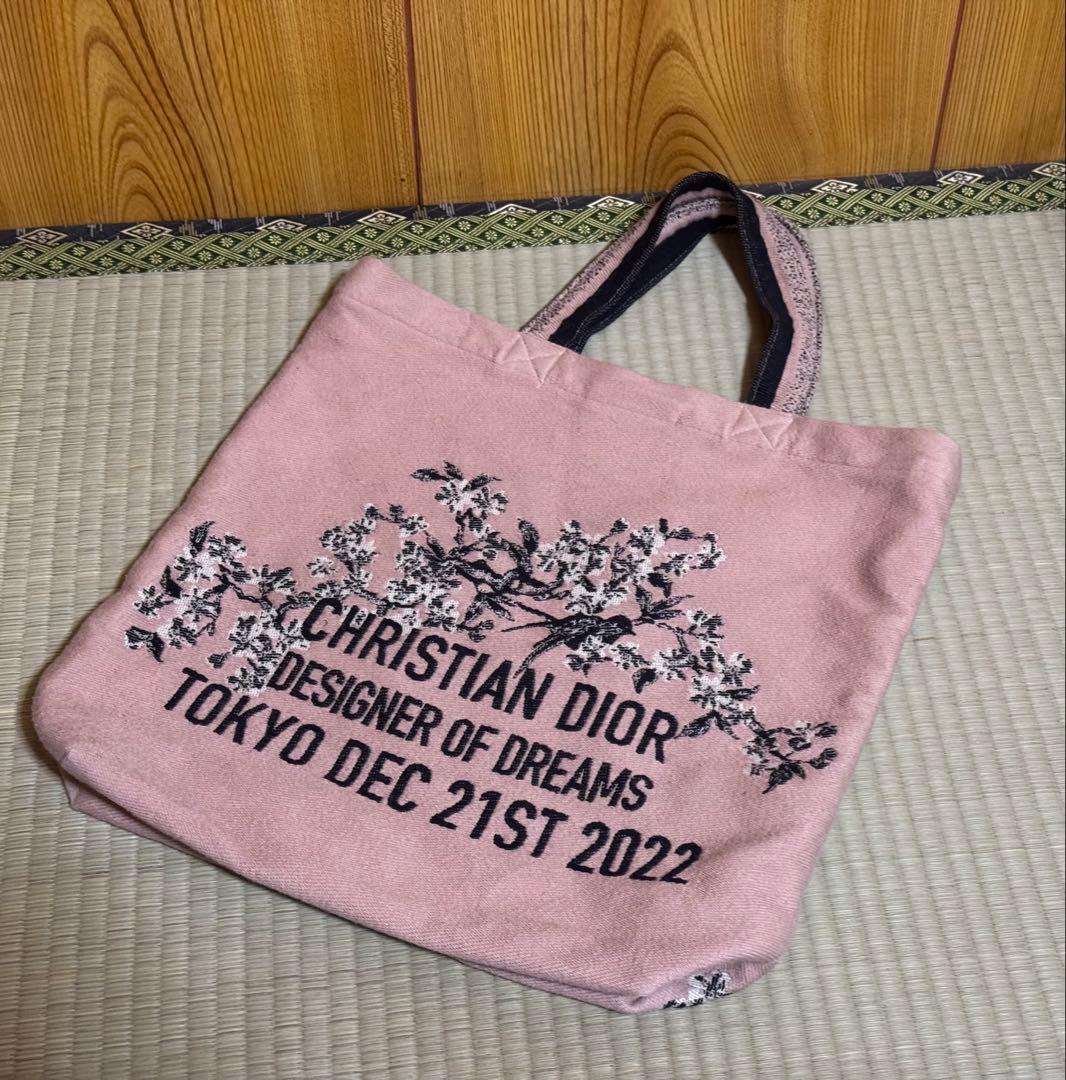 CHRISTIAN DIOR
DESIGNER OF DREAMS
TOKYO DEC 21ST 2022